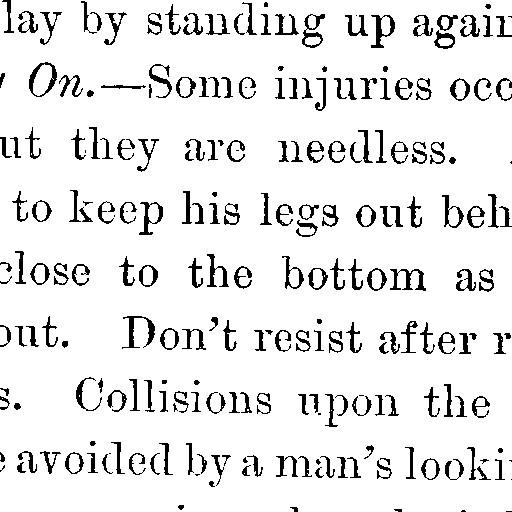 lay by standing up again
On.—Some injuries occ
ut they are needless.
to keep his legs out beh
close to the bottom as
out. Don't resist after r
s. Collisions upon the
e avoided by a man's looki